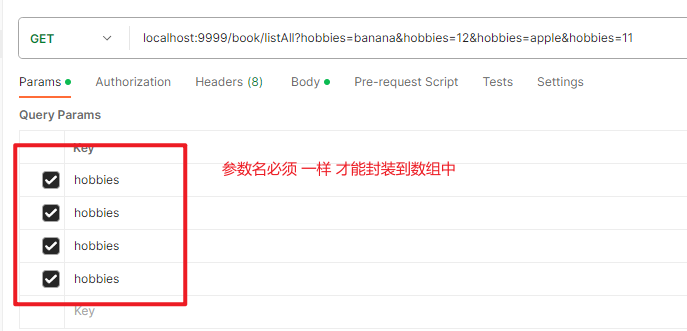 GET localhost:9999/book/listAll?hobbies=banana&hobbies=12&hobbies=apple&hobbies=11
Params Authorization Headers (8) Body Pre-request Script Tests Settings
Query Params
Key
hobbies
参数名必须 一样 才能封装到数组中
hobbies
hobbies
hobbies
Key